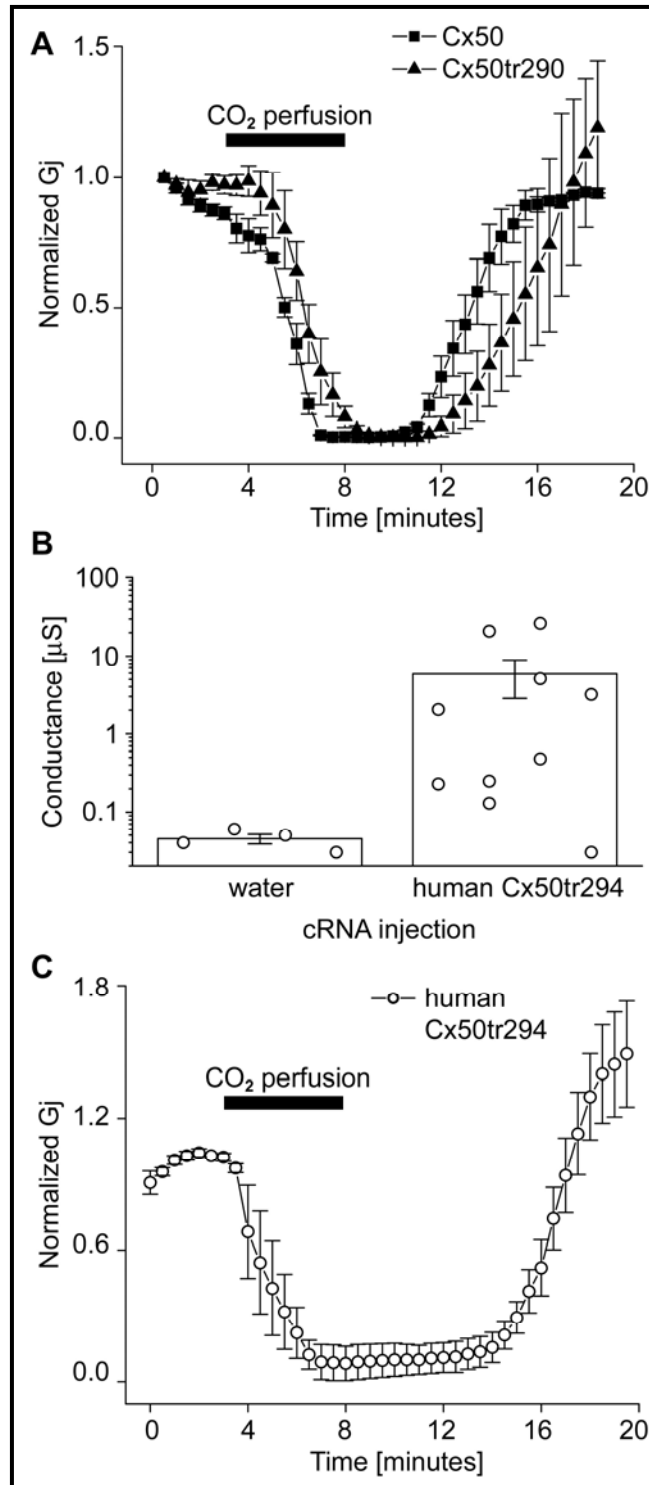 A
Cx50
Cx50tr290
CO₂ perfusion
Normalized Gj
1.5
1.0
0.5
0.0
0 4 8 12 16 20
Time [minutes]
B
Conductance [µS]
100
10
1
0.1
water human Cx50tr294
cRNA injection
C
human
Cx50tr294
CO₂ perfusion
Normalized Gj
1.8
1.2
0.6
0.0
0 4 8 12 16 20
Time [minutes]